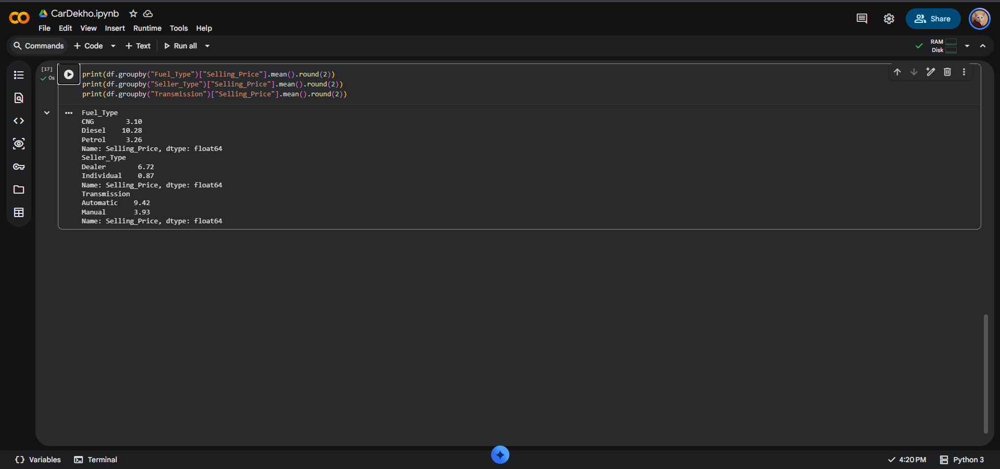 CarDekho.ipynb
File Edit View Insert Runtime Tools Help
Share
Commands + Code + Text Run all
RAM
Disk
[17]
0s
print(df.groupby("Fuel_Type")["Selling_Price"].mean().round(2))
print(df.groupby("Seller_Type")["Selling_Price"].mean().round(2))
print(df.groupby("Transmission")["Selling_Price"].mean().round(2))
Fuel_Type
CNG 3.10
Diesel 10.28
Petrol 3.26
Name: Selling_Price, dtype: float64
Seller_Type
Dealer 6.72
Individual 0.87
Name: Selling_Price, dtype: float64
Transmission
Automatic 9.42
Manual 3.93
Name: Selling_Price, dtype: float64
Variables Terminal 4:20 PM Python 3